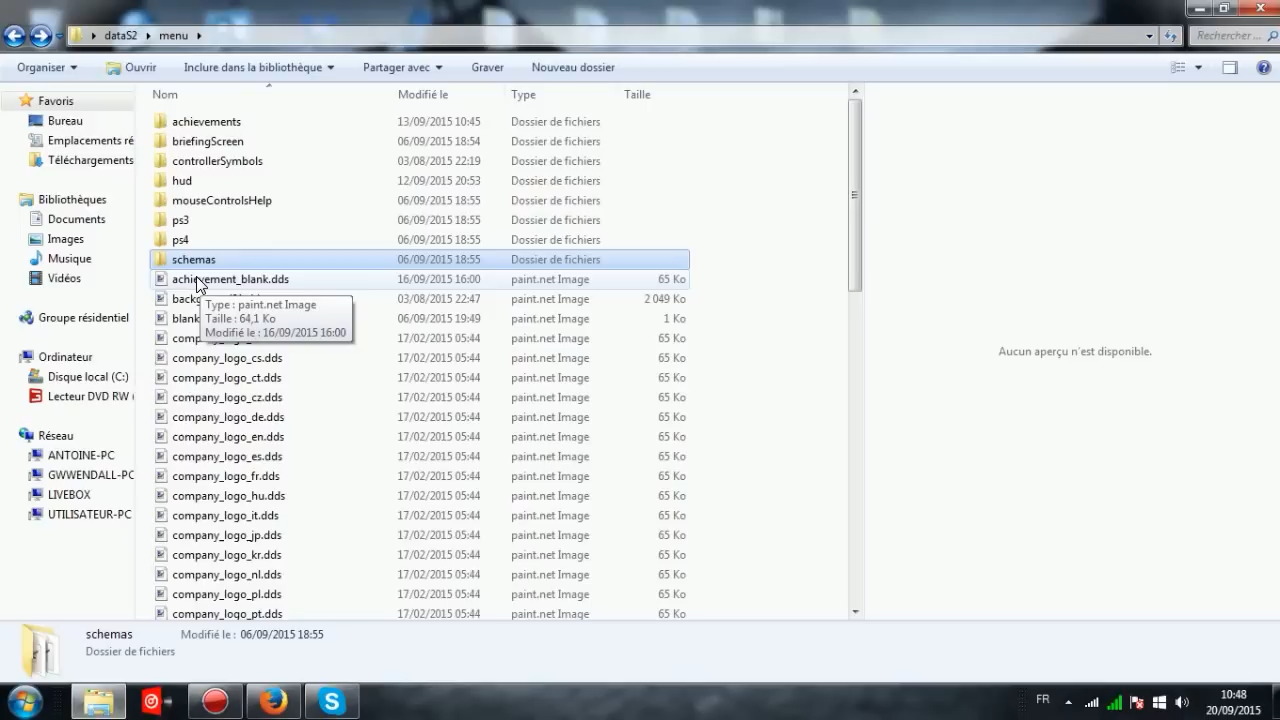 dataS2 menu
Rechercher ...
Organiser Ouvrir Inclure dans la bibliothèque Partager avec Graver Nouveau dossier
Nom Modifié le Type Taille
Favoris
Bureau
Emplacements ré
Téléchargements
Bibliothèques
Documents
Images
Musique
Vidéos
Groupe résidentiel
Ordinateur
Disque local (C:)
Lecteur DVD RW (
Réseau
ANTOINE-PC
GWWENDALL-PC
LIVEBOX
UTILISATEUR-PC
achievements 13/09/2015 10:45 Dossier de fichiers
briefingScreen 06/09/2015 18:54 Dossier de fichiers
controllerSymbols 03/08/2015 22:19 Dossier de fichiers
hud 12/09/2015 20:53 Dossier de fichiers
mouseControlsHelp 06/09/2015 18:55 Dossier de fichiers
ps3 06/09/2015 18:55 Dossier de fichiers
ps4 06/09/2015 18:55 Dossier de fichiers
schemas 06/09/2015 18:55 Dossier de fichiers
achievement_blank.dds 16/09/2015 16:00 paint.net Image 65 Ko
03/08/2015 22:47 paint.net Image 2 049 Ko
blank 06/09/2015 19:49 paint.net Image 1 Ko
17/02/2015 05:44 paint.net Image 65 Ko
company_logo_cs.dds 17/02/2015 05:44 paint.net Image 65 Ko
company_logo_ct.dds 17/02/2015 05:44 paint.net Image 65 Ko
company_logo_cz.dds 17/02/2015 05:44 paint.net Image 65 Ko
company_logo_de.dds 17/02/2015 05:44 paint.net Image 65 Ko
company_logo_en.dds 17/02/2015 05:44 paint.net Image 65 Ko
company_logo_es.dds 17/02/2015 05:44 paint.net Image 65 Ko
company_logo_fr.dds 17/02/2015 05:44 paint.net Image 65 Ko
company_logo_hu.dds 17/02/2015 05:44 paint.net Image 65 Ko
company_logo_it.dds 17/02/2015 05:44 paint.net Image 65 Ko
company_logo_jp.dds 17/02/2015 05:44 paint.net Image 65 Ko
company_logo_kr.dds 17/02/2015 05:44 paint.net Image 65 Ko
company_logo_nl.dds 17/02/2015 05:44 paint.net Image 65 Ko
company_logo_pl.dds 17/02/2015 05:44 paint.net Image 65 Ko
company_logo_pt.dds 17/02/2015 05:44 paint.net Image 65 Ko
Type : paint.net Image
Taille : 64,1 Ko
Modifié le : 16/09/2015 16:00
Aucun aperçu n'est disponible.
schemas Modifié le : 06/09/2015 18:55
Dossier de fichiers
FR
10:48
20/09/2015